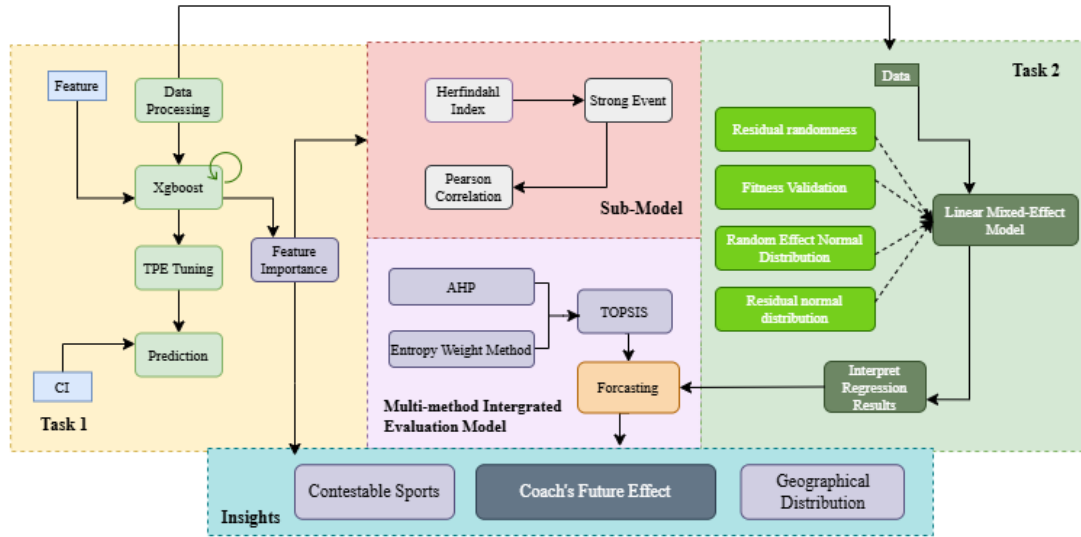 Feature
Data
Processing
Xgboost
TPE Tuning
Feature
Importance
Prediction
CI
Task 1
Herfindahl
Index
Strong Event
Pearson
Correlation
Sub-Model
AHP
Entropy Weight Method
TOPSIS
Forcasting
Multi-method Intergrated
Evaluation Model
Data
Task 2
Residual randomness
Fitness Validation
Random Effect Normal
Distribution
Residual normal
distribution
Linear Mixed-Effect
Model
Interpret
Regression
Results
Insights
Contestable Sports
Coach's Future Effect
Geographical
Distribution